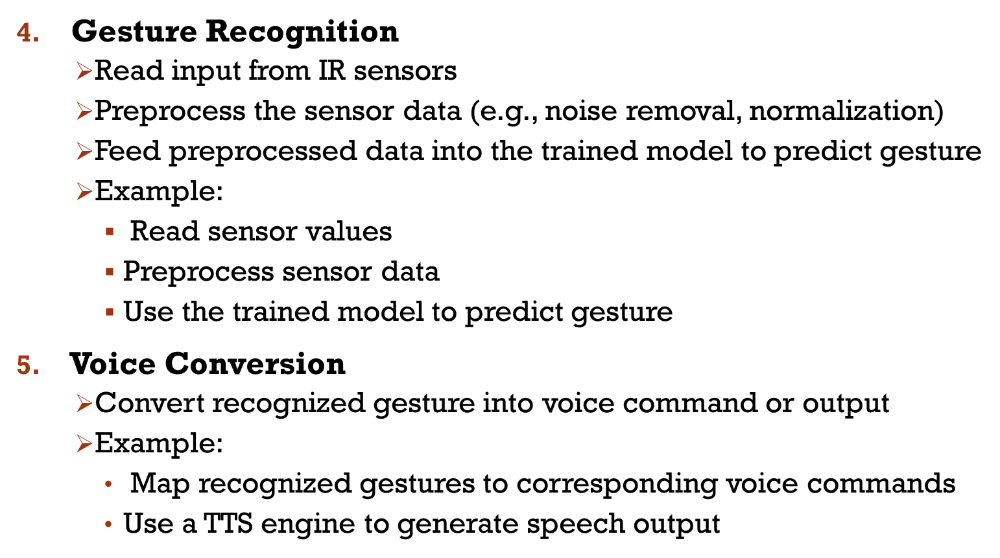 4. Gesture Recognition
➢Read input from IR sensors
➢Preprocess the sensor data (e.g., noise removal, normalization)
➢Feed preprocessed data into the trained model to predict gesture
➢Example:
▪ Read sensor values
▪ Preprocess sensor data
▪ Use the trained model to predict gesture
5. Voice Conversion
➢Convert recognized gesture into voice command or output
➢Example:
• Map recognized gestures to corresponding voice commands
• Use a TTS engine to generate speech output